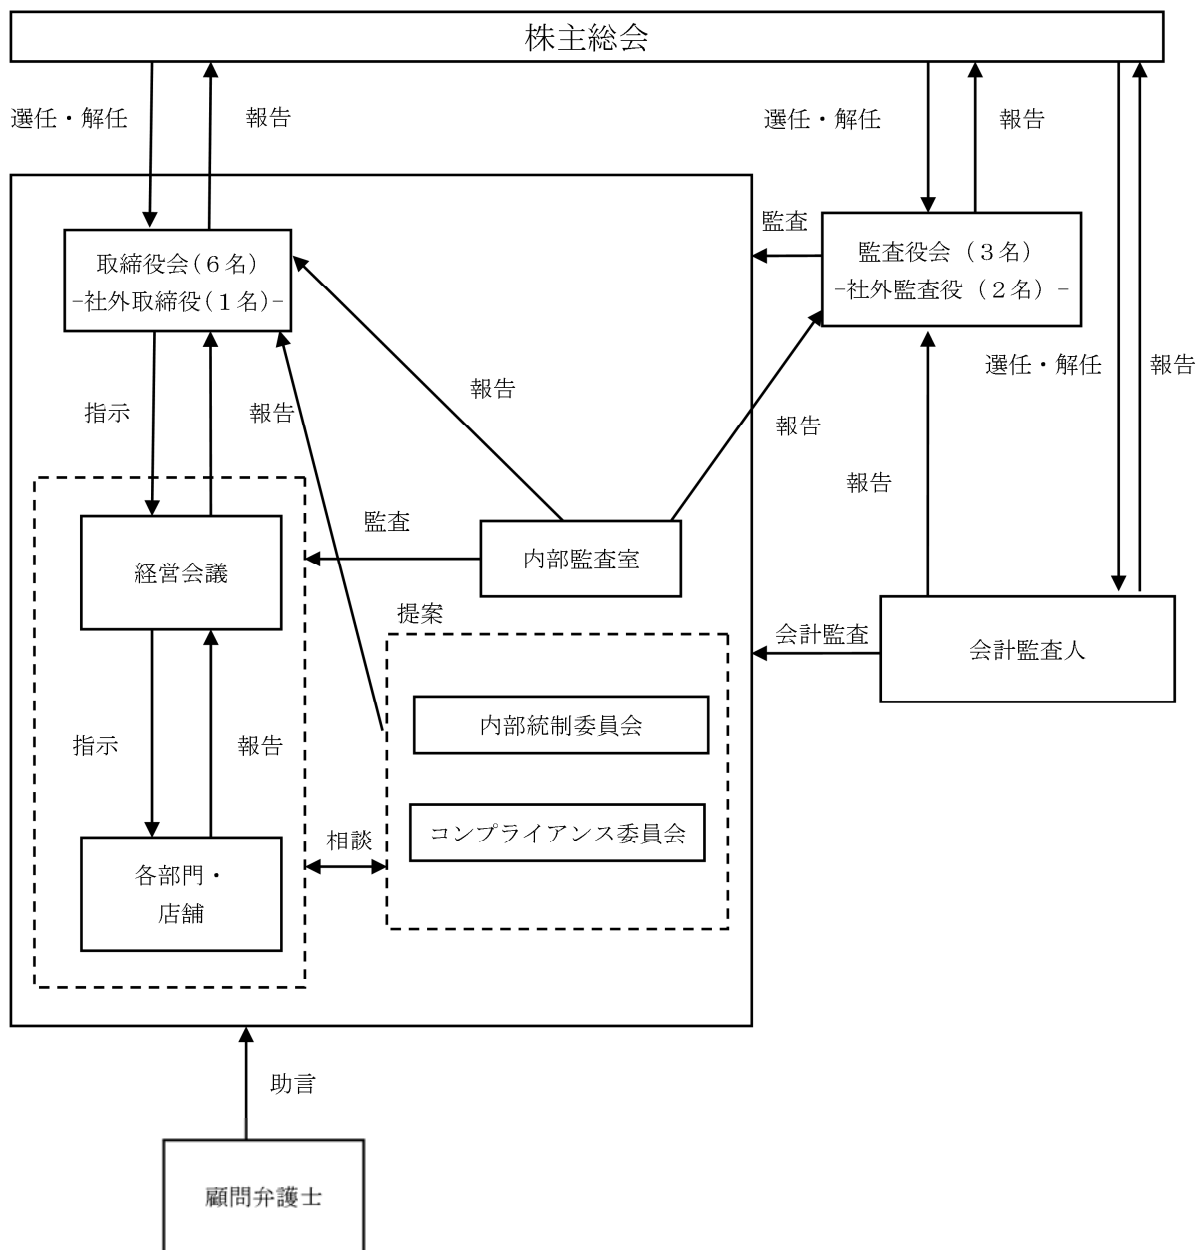 株主総会
選任・解任
報告
選任・解任
報告
監査
取締役会(６名)
-社外取締役(１名)-
監査役会（３名）
-社外監査役（２名）-
選任・解任
報告
報告
指示
報告
報告
報告
監査
内部監査室
経営会議
提案
会計監査
会計監査人
内部統制委員会
指示
報告
コンプライアンス委員会
相談
各部門・
店舗
助言
顧問弁護士